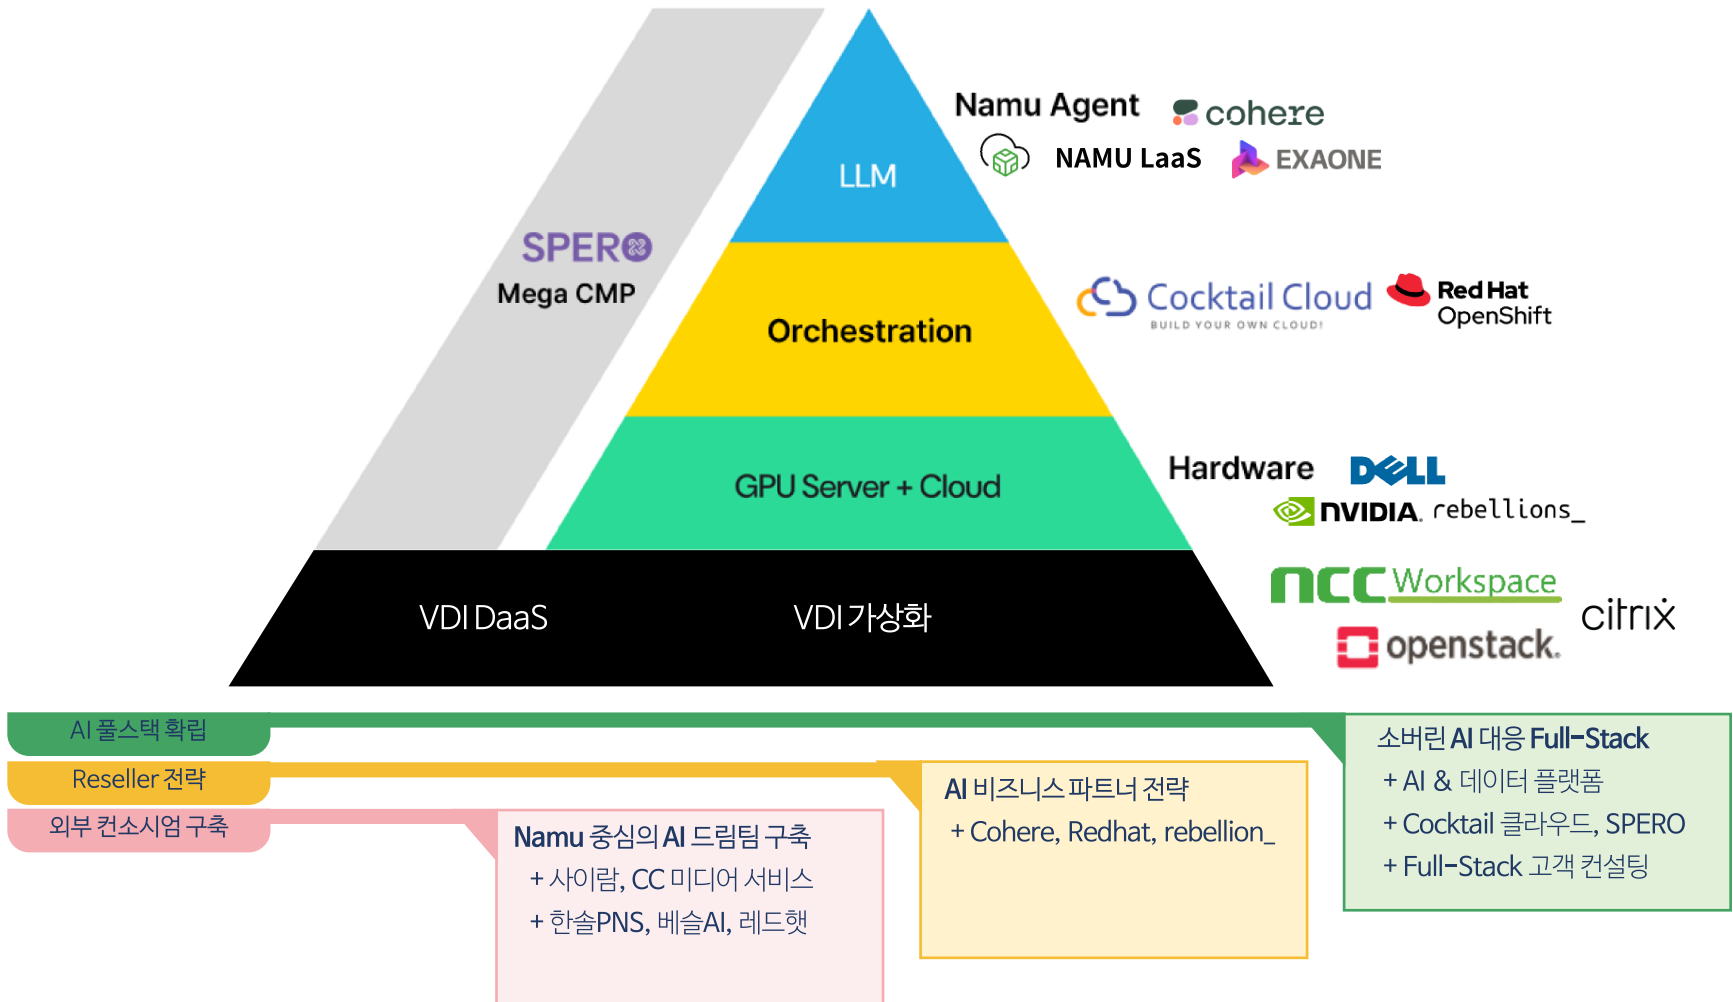 Namu Agent
cohere
NAMU LaaS
EXAONE
LLM
SPERO
Mega CMP
Cocktail Cloud
BUILD YOUR OWN CLOUD!
Red Hat
OpenShift
Orchestration
Hardware
DELL
NVIDIA.
rebellions_
GPU Server + Cloud
ncc Workspace
citrix
openstack.
VDI DaaS
VDI 가상화
AI 풀스택 확립
Reseller 전략
외부 컨소시엄 구축
Namu 중심의 AI 드림팀 구축
+ 사이람, CC 미디어 서비스
+ 한솔PNS, 베슬AI, 레드햇
AI 비즈니스 파트너 전략
+ Cohere, Redhat, rebellion_
소버린 AI 대응 Full-Stack
+ AI & 데이터 플랫폼
+ Cocktail 클라우드, SPERO
+ Full-Stack 고객 컨설팅